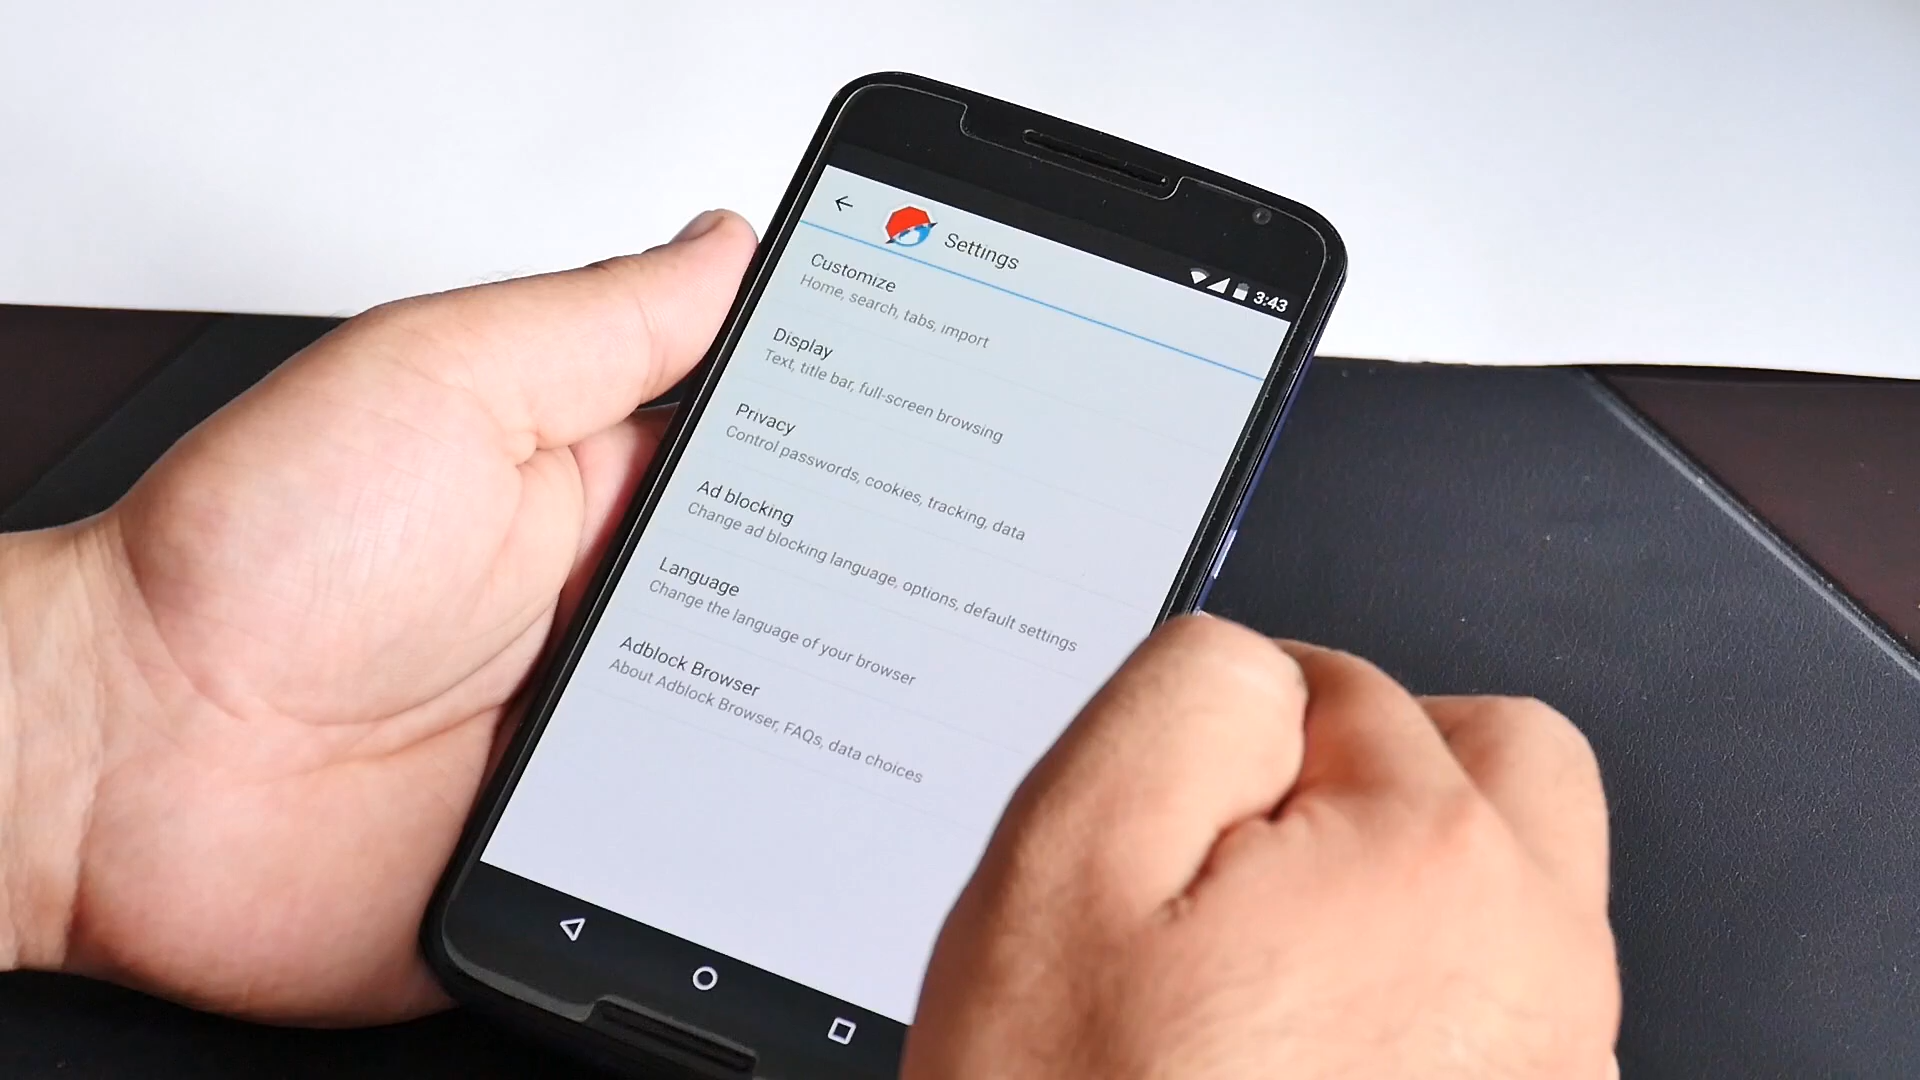 3:43
Settings
Customize
Home, search, tabs, import
Display
Text, title bar, full-screen browsing
Privacy
Control passwords, cookies, tracking, data
Ad blocking
Change ad blocking language, options, default settings
Language
Change the language of your browser
Adblock Browser
About Adblock Browser, FAQs, data choices